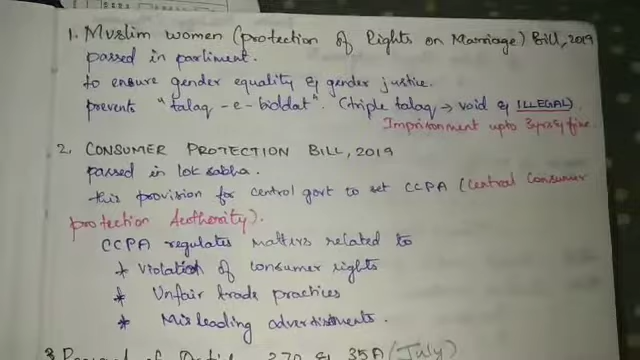 1. Muslim women (protection of Rights on Marriage) Bill, 2019
passed in parliment.
to ensure gender equality & gender justice.
prevents "talaq-e-biddat". (triple talaq → void & ILLEGAL)
Imprisonment upto 3yrs & fine
2. CONSUMER PROTECTION BILL, 2019
passed in lok sabha.
this provision for central govt to set CCPA (Central Consumer
protection Authority).
CCPA regulates matters related to
* violation of consumer rights
* Unfair trade practices
* Misleading advertisments.
35A (July)